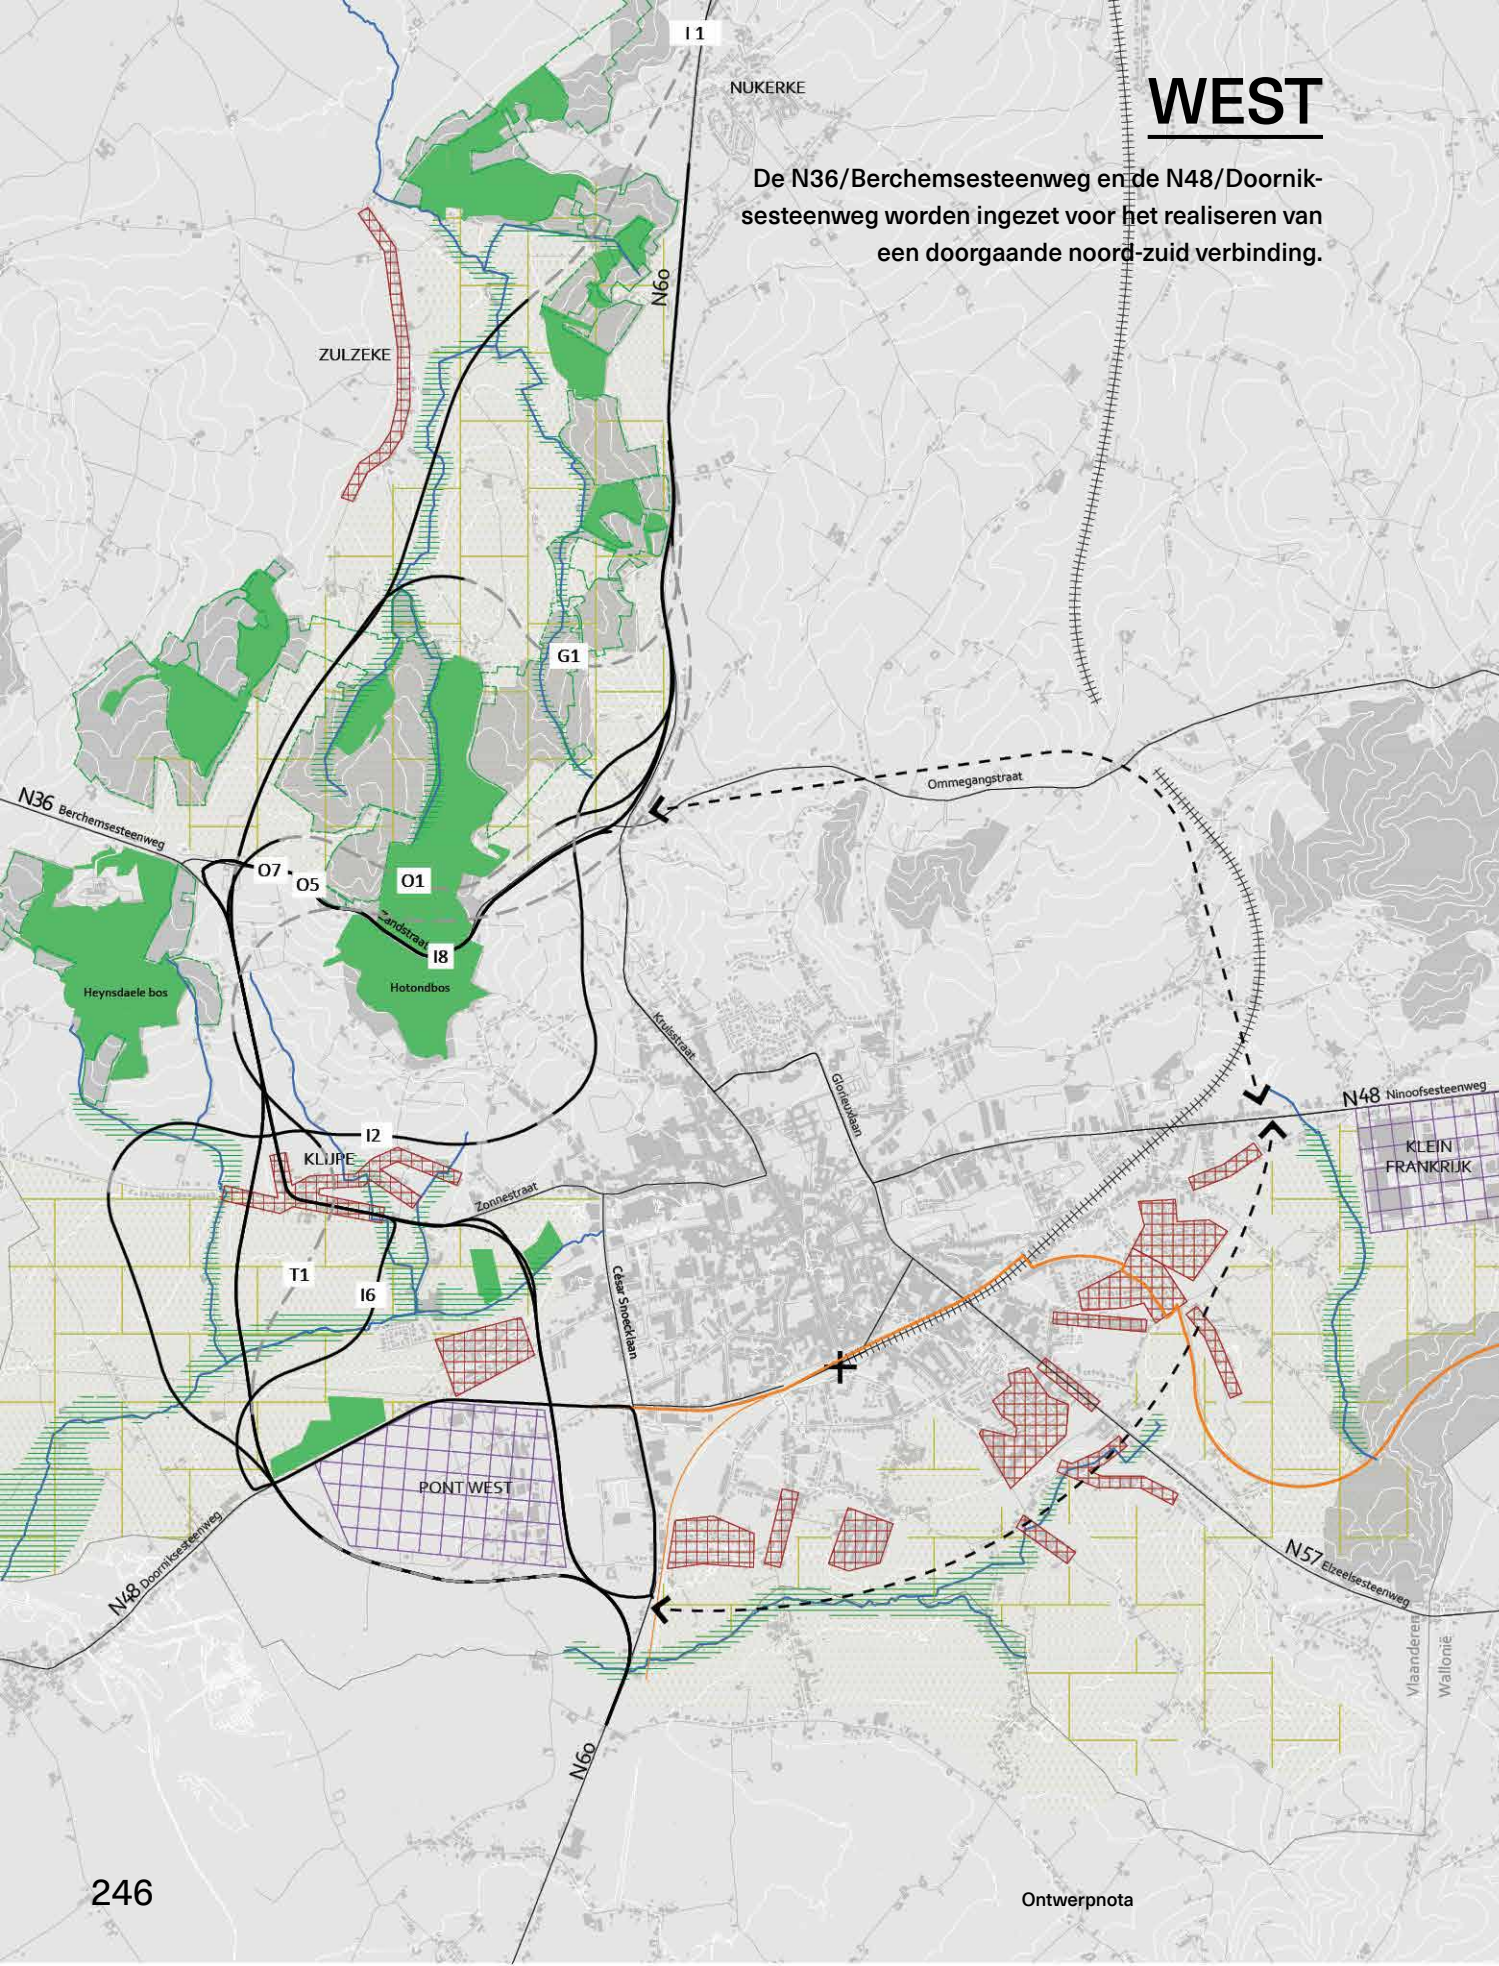 I 1
NUKERKE
WEST
De N36/Berchemsesteenweg en de N48/Doornik-
sesteenweg worden ingezet voor het realiseren van
een doorgaande noord-zuid verbinding.
N60
ZULZEKE
G1
Ommegangstraat
N36 Berchemsesteenweg
O7
O5
O1
Zandstraat
I8
Heynsdaele bos
Hotondbos
Kruisstraat
Glorieuxlaan
N48 Ninoofsesteenweg
I2
KLIJPE
KLEIN
FRANKRIJK
Zonnestraat
T1
I6
César Snoecklaan
PONT WEST
N48 Doorniksesteenweg
N57 Elzeelsesteenweg
Vlaanderen
Wallonië
N60
246
Ontwerpnota